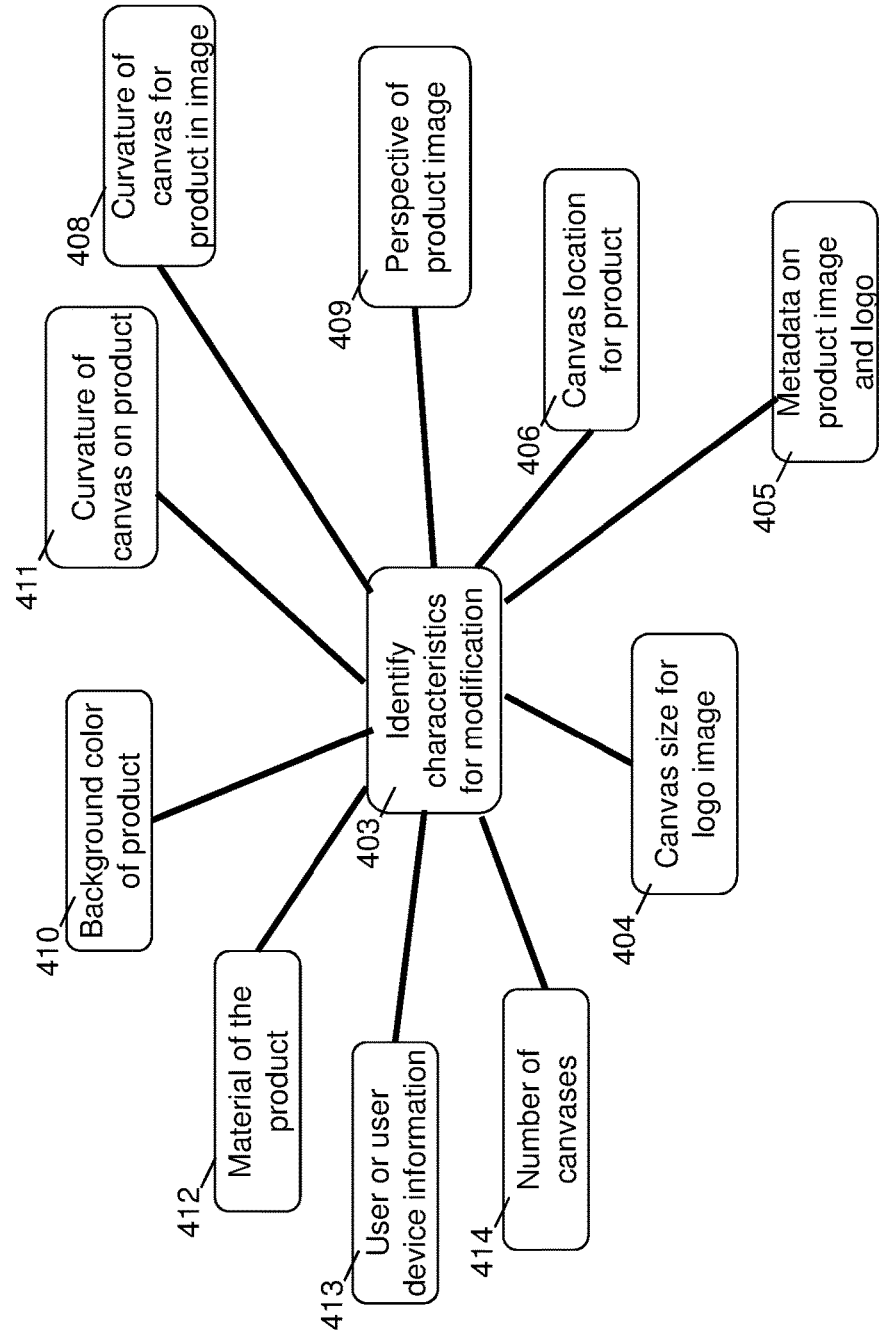 411
Curvature of
canvas on product
410
Background color
of product
408
Curvature of
canvas for
product in image
412
Material of the
product
413
User or user
device information
409
Perspective of
product image
403
Identify
characteristics
for modification
414
Number of
canvases
406
Canvas location
for product
404
Canvas size for
logo image
405
Metadata on
product image
and logo